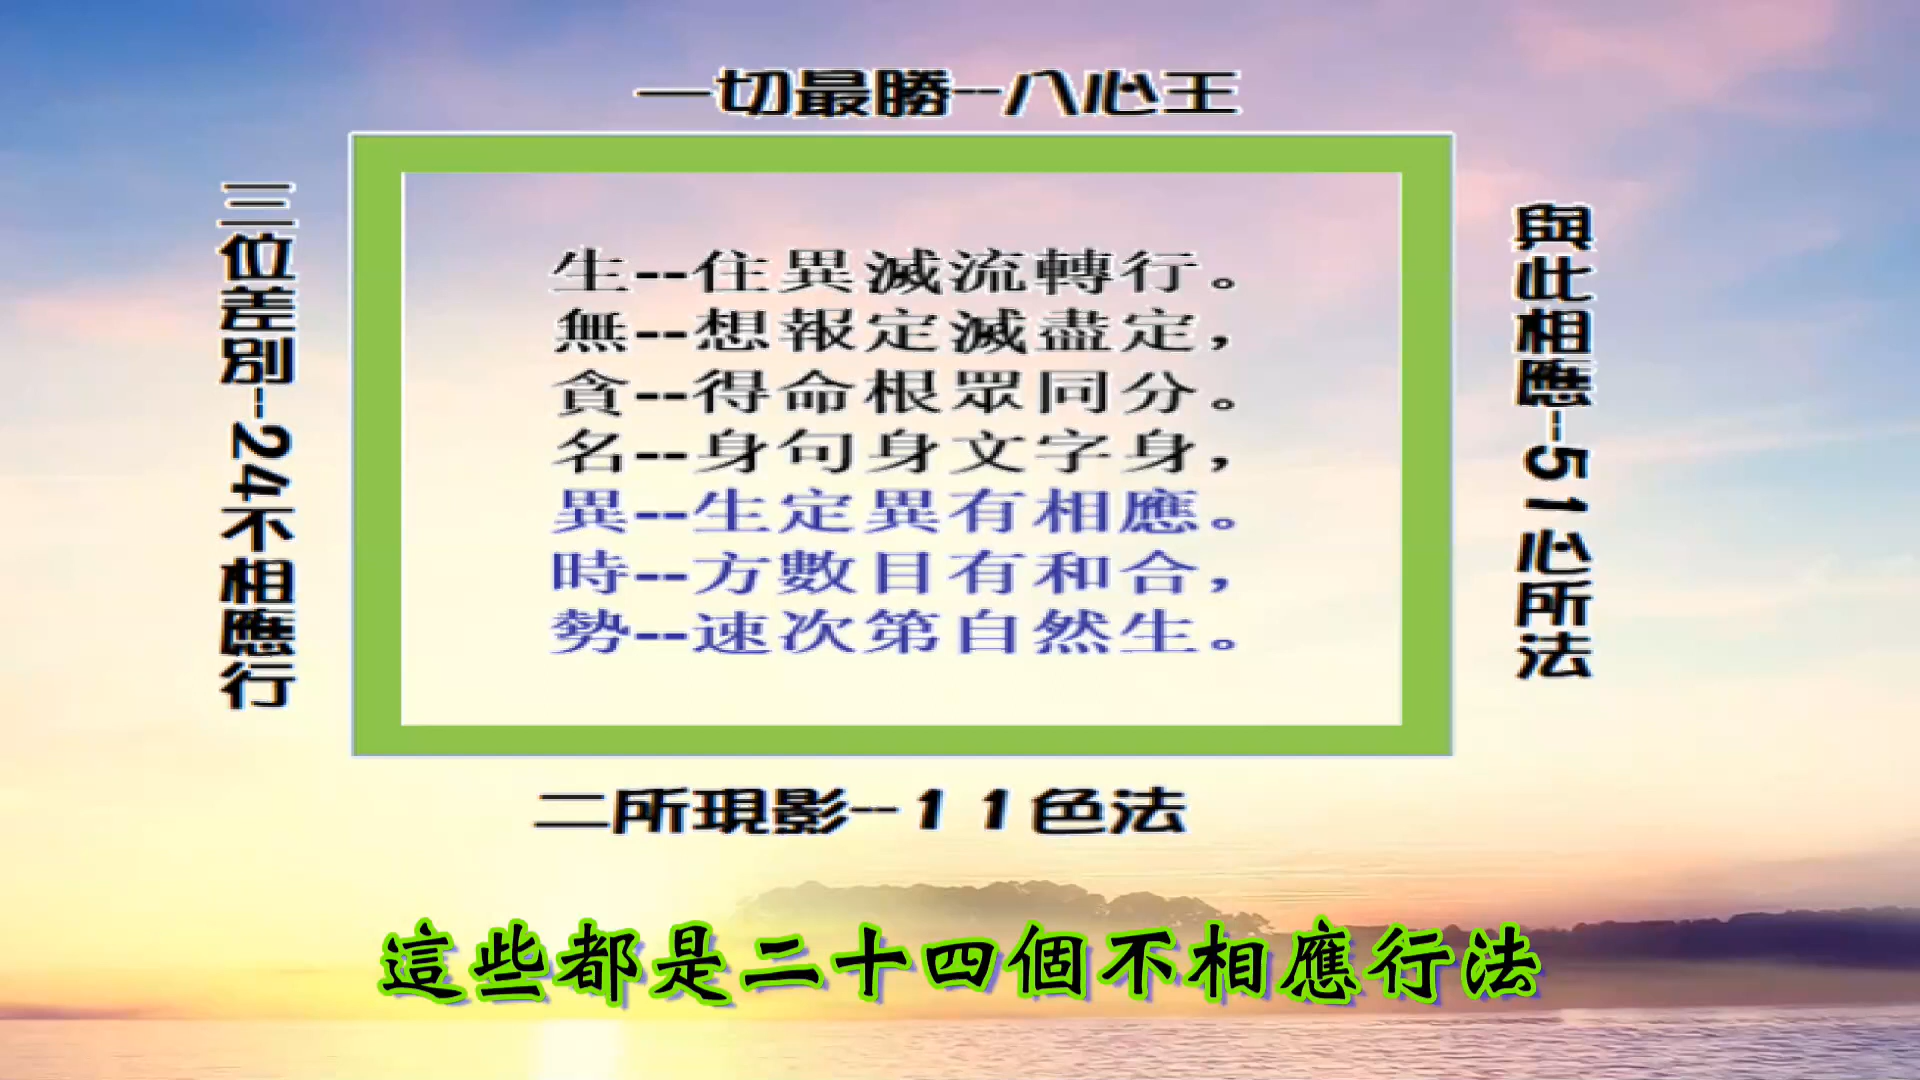 一切最勝--八心王
三位差別--24不相應行
生--住異滅流轉行。
無--想報定滅盡定，
貪--得命根眾同分。
名--身句身文字身，
異--生定異有相應。
時--方數目有和合，
勢--速次第自然生。
與此相應--51心所法
二所現影--11色法
這些都是二十四個不相應行法